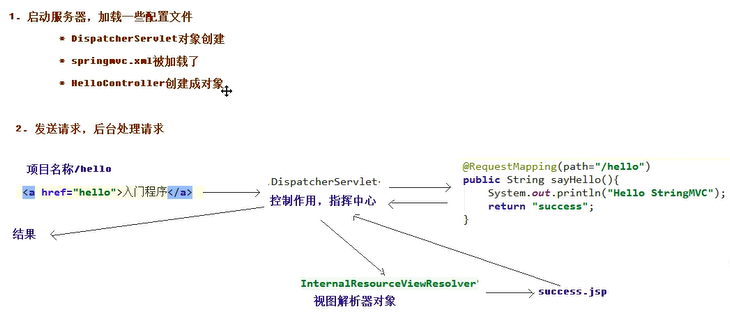 1. 启动服务器，加载一些配置文件
* DispatcherServlet对象创建
* springmvc.xml被加载了
* HelloController创建成对象
2. 发送请求，后台处理请求
项目名称/hello
<a href="hello">入门程序</a>
DispatcherServlet
控制作用，指挥中心
@RequestMapping(path="/hello")
public String sayHello(){
System.out.println("Hello StringMVC");
return "success";
}
结果
InternalResourceViewResolver
视图解析器对象
success.jsp